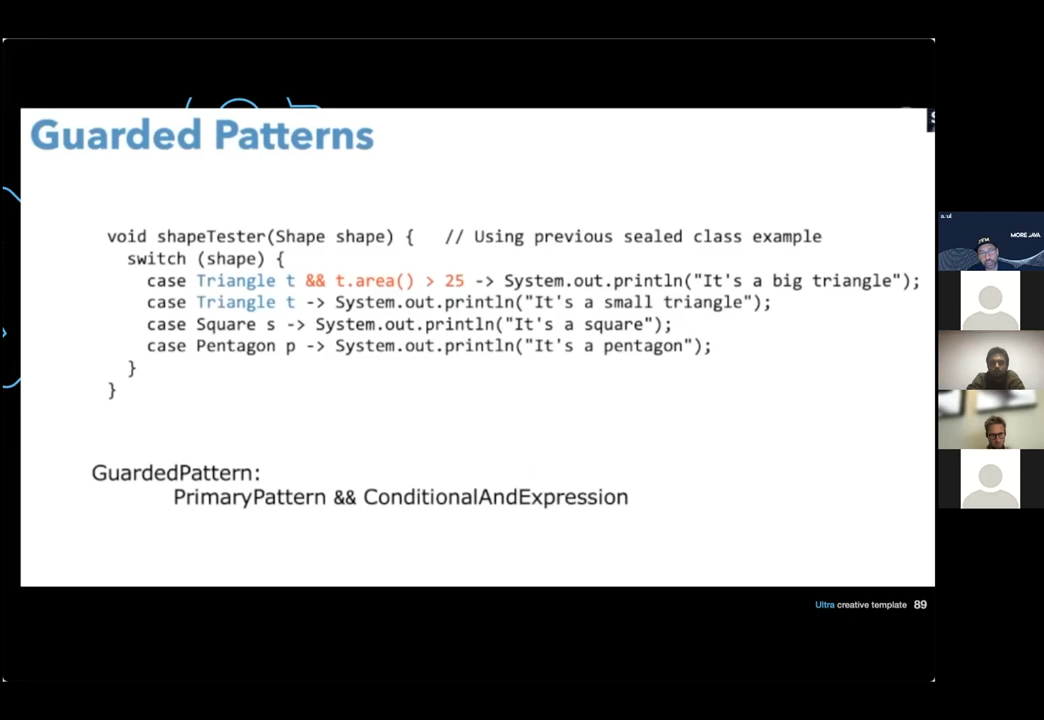 Guarded Patterns
void shapeTester(Shape shape) { // Using previous sealed class example
switch (shape) {
case Triangle t && t.area() > 25 -> System.out.println("It's a big triangle");
case Triangle t -> System.out.println("It's a small triangle");
case Square s -> System.out.println("It's a square");
case Pentagon p -> System.out.println("It's a pentagon");
}
}
GuardedPattern:
PrimaryPattern && ConditionalAndExpression
Ultra creative template 89
MORE JAVA